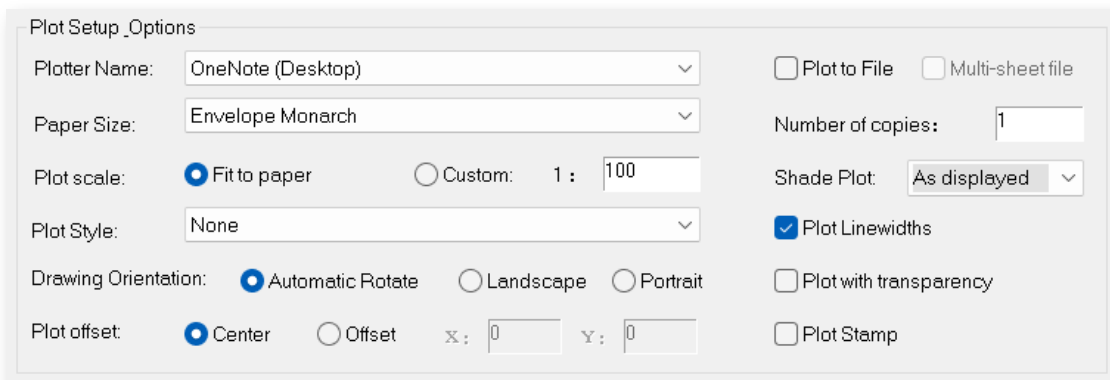 Plot Setup_Options
Plotter Name: OneNote (Desktop) Plot to File Multi-sheet file
Paper Size: Envelope Monarch Number of copies: 1
Plot scale: Fit to paper Custom: 1: 100 Shade Plot: As displayed
Plot Style: None Plot Linewidths
Drawing Orientation: Automatic Rotate Landscape Portrait Plot with transparency
Plot offset: Center Offset X: 0 Y: 0 Plot Stamp